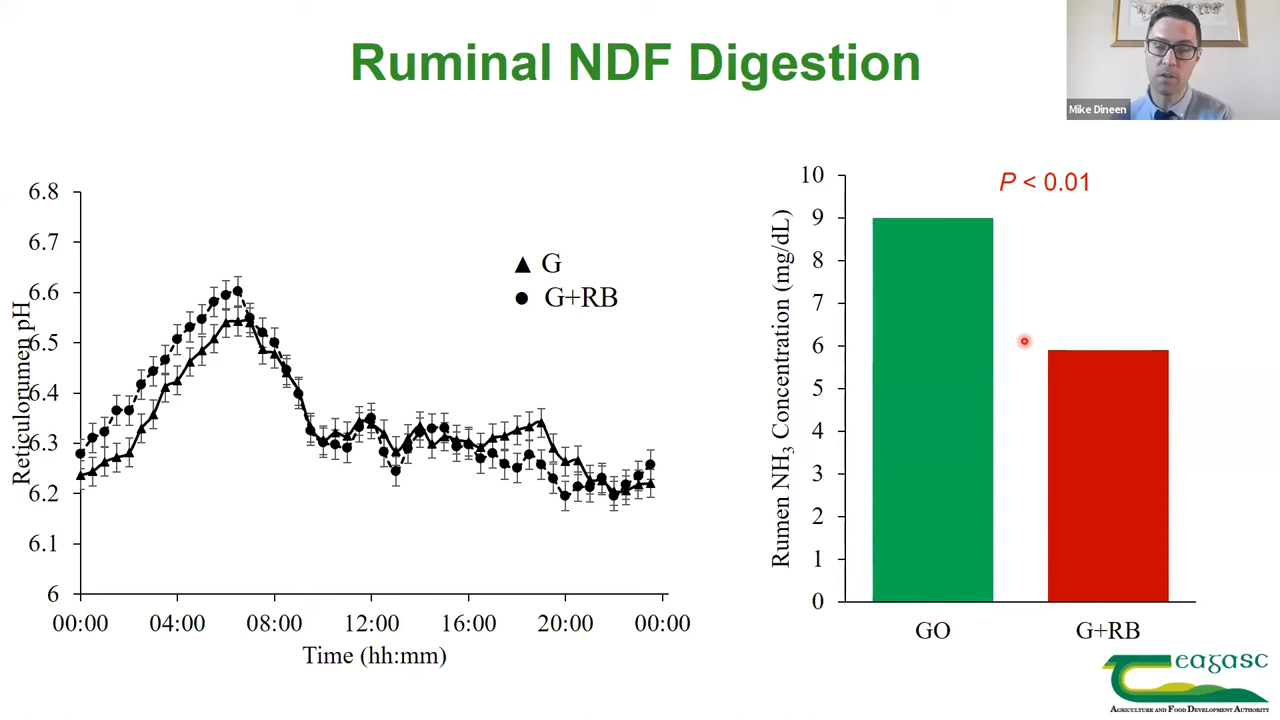 Ruminal NDF Digestion
Mike Dineen
Reticulorumen pH
6.8
6.7
6.6
6.5
6.4
6.3
6.2
6.1
6
00:00 04:00 08:00 12:00 16:00 20:00 00:00
Time (hh:mm)
G
G+RB
Rumen NH3 Concentration (mg/dL)
10
9
8
7
6
5
4
3
2
1
0
P < 0.01
GO G+RB
eagasc
Agriculture and Food Development Authority